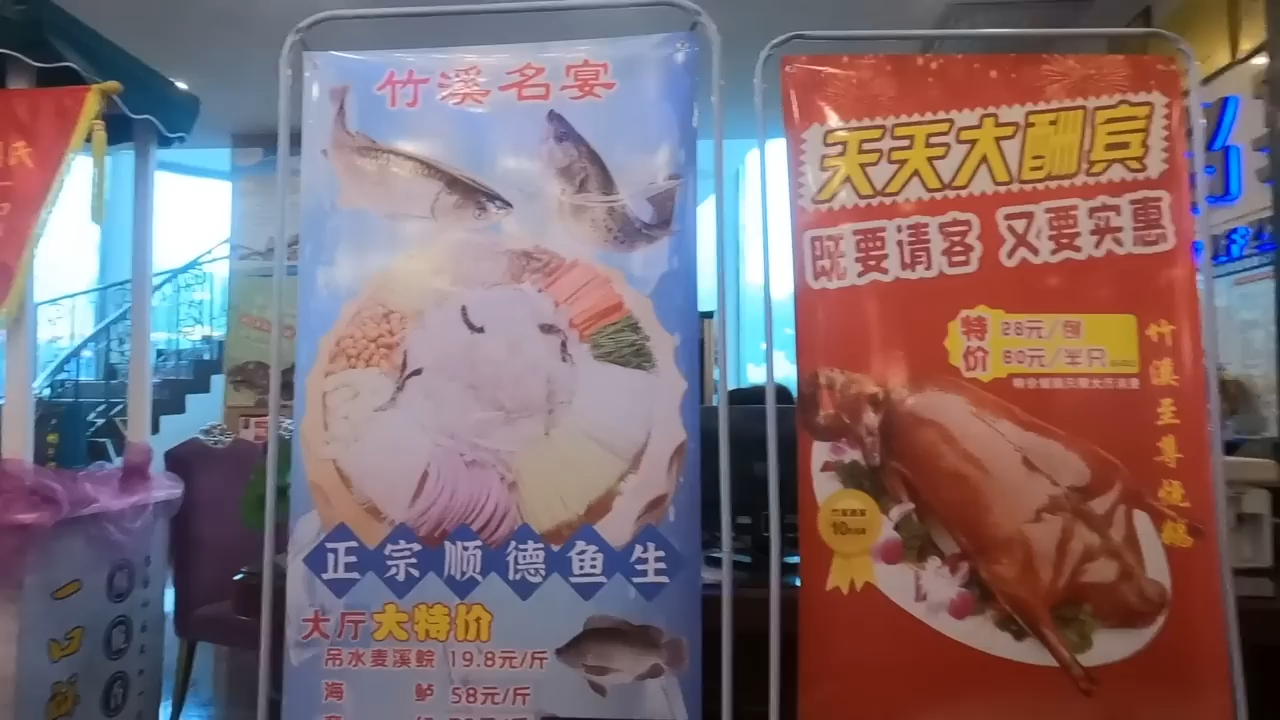 竹溪名宴
正宗顺德鱼生
大厅大特价
吊水麦溪鲩 19.8元/斤
海鲈 58元/斤
天天大酬宾
既要请客 又要实惠
特价
28元/例
60元/半只
竹溪至尊烧鹅
一口